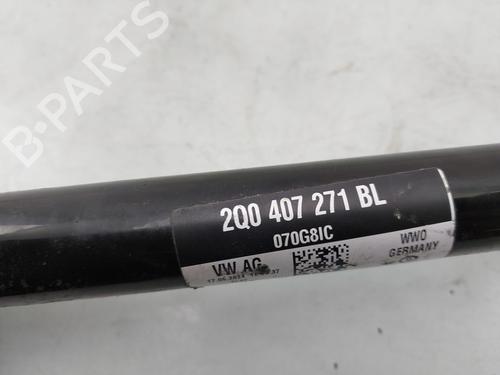 B-PARTS
2Q0 407 271 BL
070G8IC
VW AG
WWO
GERMANY